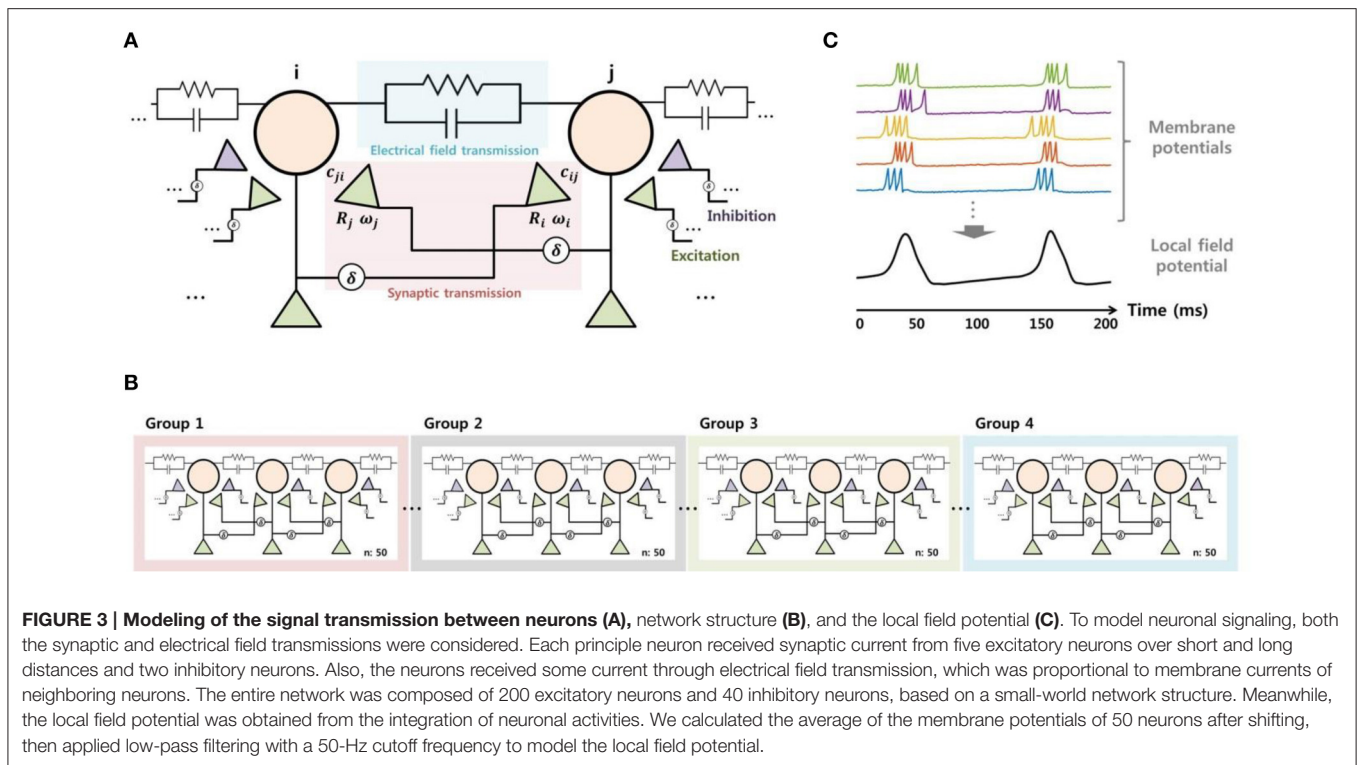 A
i
j
...
...
Electrical field transmission
c_ji
c_ij
R_j ω_j
R_i ω_i
... δ
... δ
δ ...
δ ...
Inhibition
Excitation
δ
δ
Synaptic transmission
...
...
C
Membrane
potentials
Local field
potential
Time (ms)
0 50 100 150 200
B
Group 1 Group 2 Group 3 Group 4
... ... ...
δ δ δ δ
δ δ δ δ
δ δ δ δ
n: 50 n: 50 n: 50 n: 50
FIGURE 3 | Modeling of the signal transmission between neurons (A), network structure (B), and the local field potential (C). To model neuronal signaling, both
the synaptic and electrical field transmissions were considered. Each principle neuron received synaptic current from five excitatory neurons over short and long
distances and two inhibitory neurons. Also, the neurons received some current through electrical field transmission, which was proportional to membrane currents of
neighboring neurons. The entire network was composed of 200 excitatory neurons and 40 inhibitory neurons, based on a small-world network structure. Meanwhile,
the local field potential was obtained from the integration of neuronal activities. We calculated the average of the membrane potentials of 50 neurons after shifting,
then applied low-pass filtering with a 50-Hz cutoff frequency to model the local field potential.